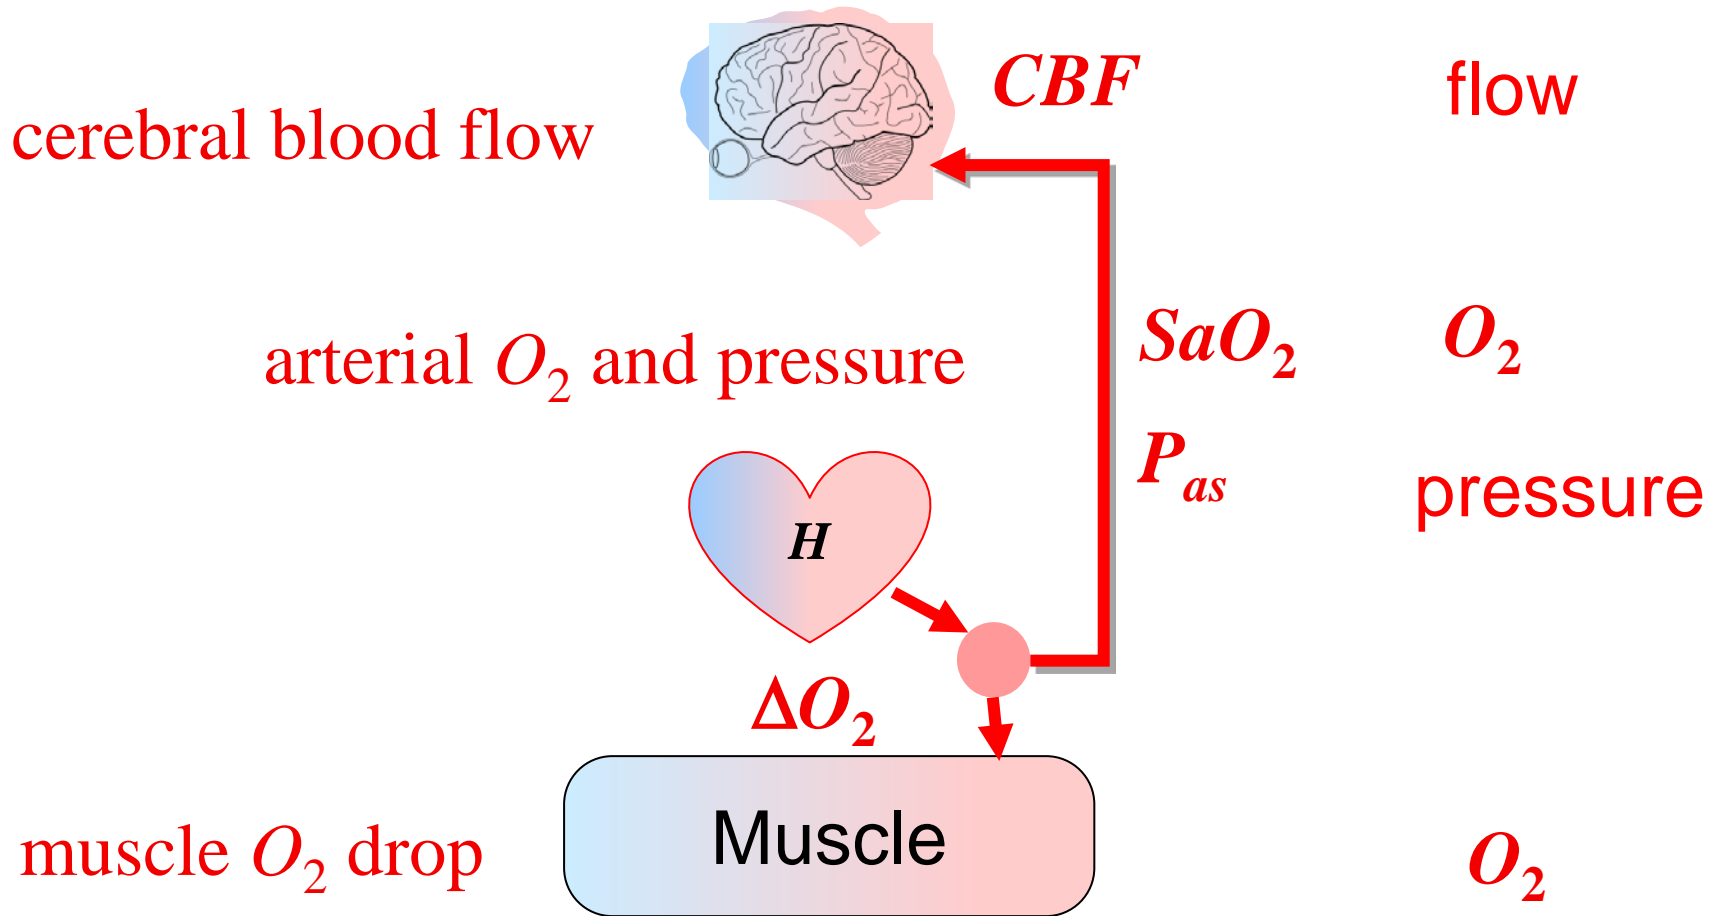 CBF
flow
cerebral blood flow
SaO₂
O₂
arterial O₂ and pressure
Pₐₛ
pressure
H
ΔO₂
Muscle
muscle O₂ drop
O₂